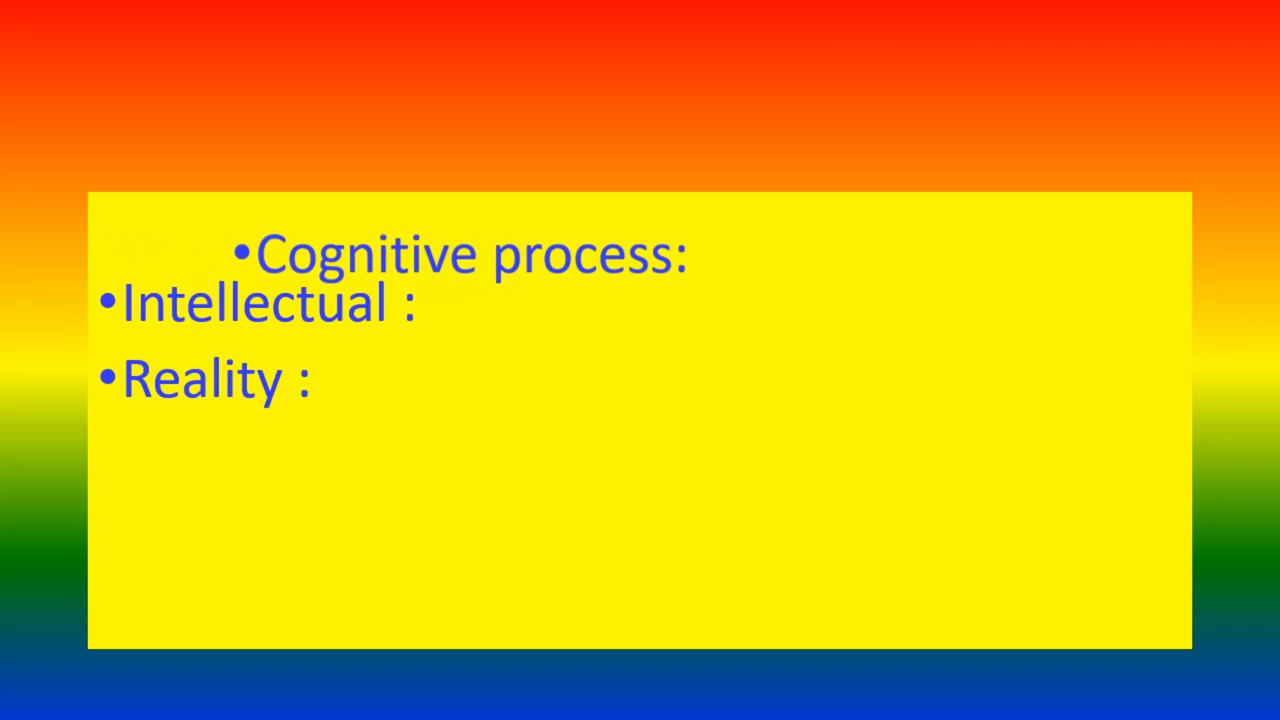 •Cognitive process:
•Intellectual :
•Reality :